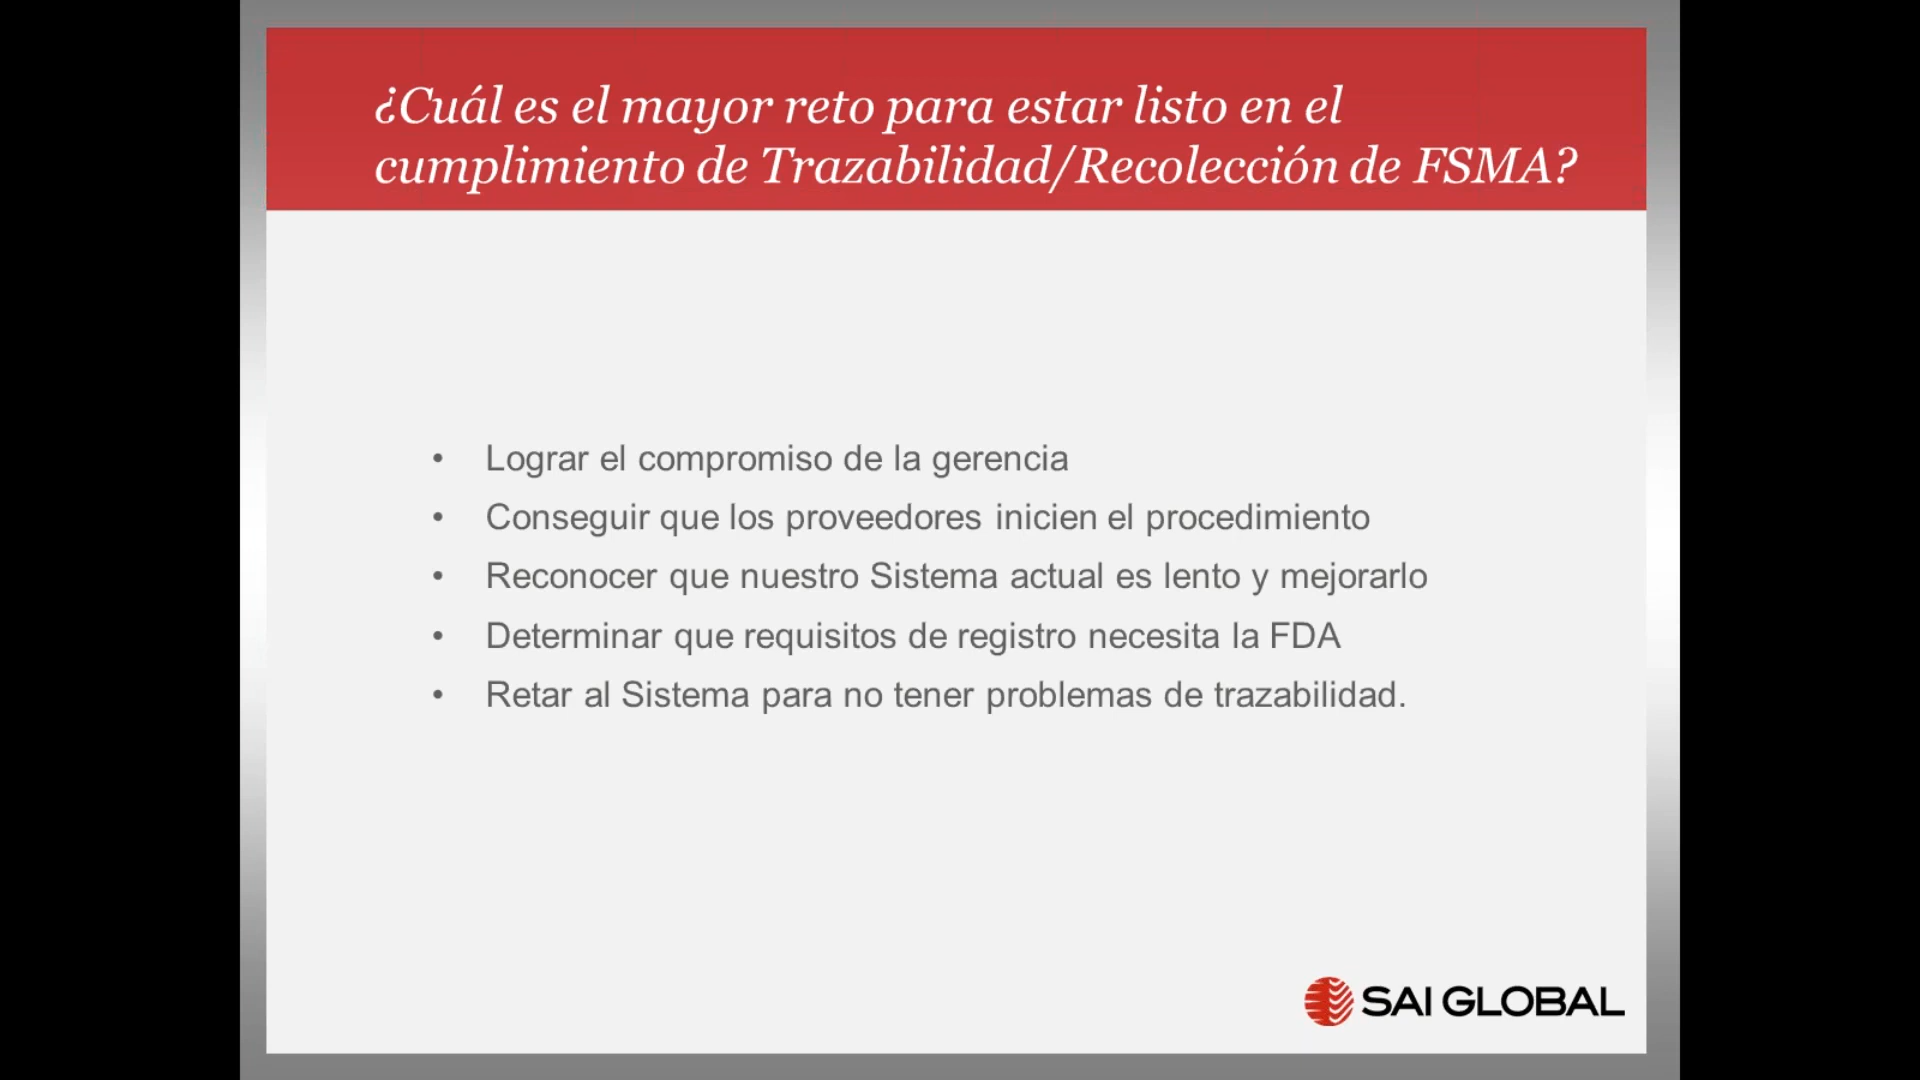 ¿Cuál es el mayor reto para estar listo en el
cumplimiento de Trazabilidad/Recolección de FSMA?
• Lograr el compromiso de la gerencia
• Conseguir que los proveedores inicien el procedimiento
• Reconocer que nuestro Sistema actual es lento y mejorarlo
• Determinar que requisitos de registro necesita la FDA
• Retar al Sistema para no tener problemas de trazabilidad.
SAI GLOBAL